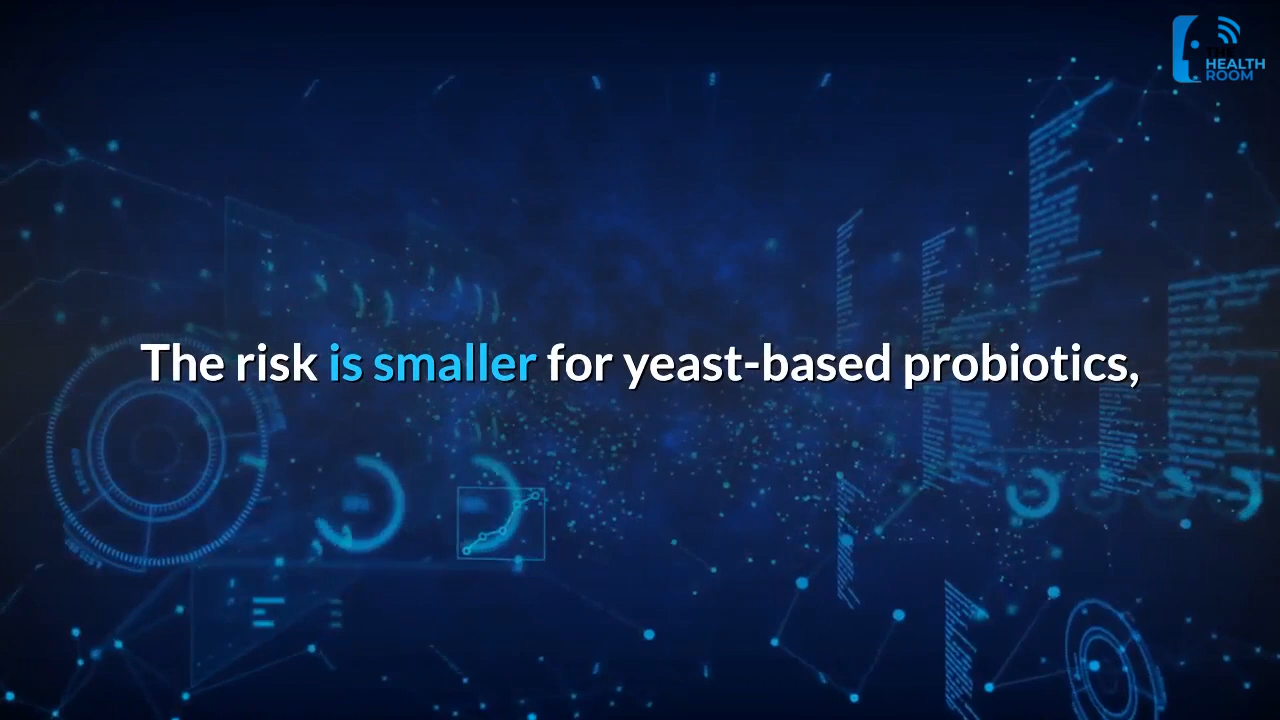 THE
HEALTH
ROOM
The risk is smaller for yeast-based probiotics,